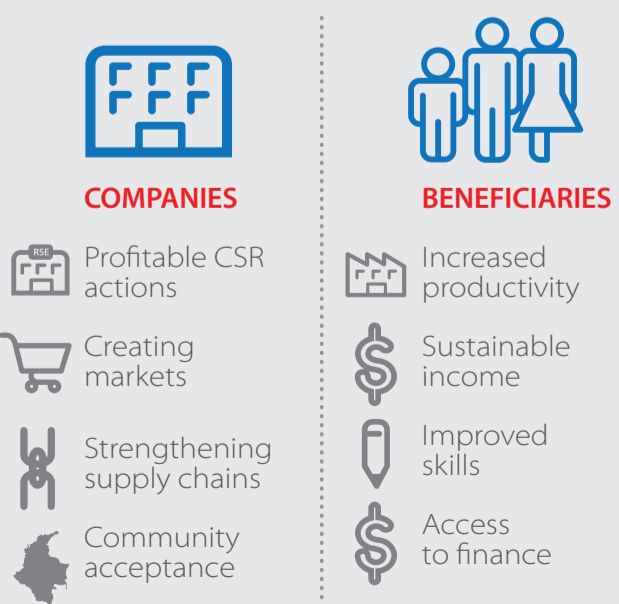 COMPANIES
RSE
Profitable CSR
actions
Creating
markets
Strengthening
supply chains
Community
acceptance
BENEFICIARIES
Increased
productivity
Sustainable
income
Improved
skills
Access
to finance